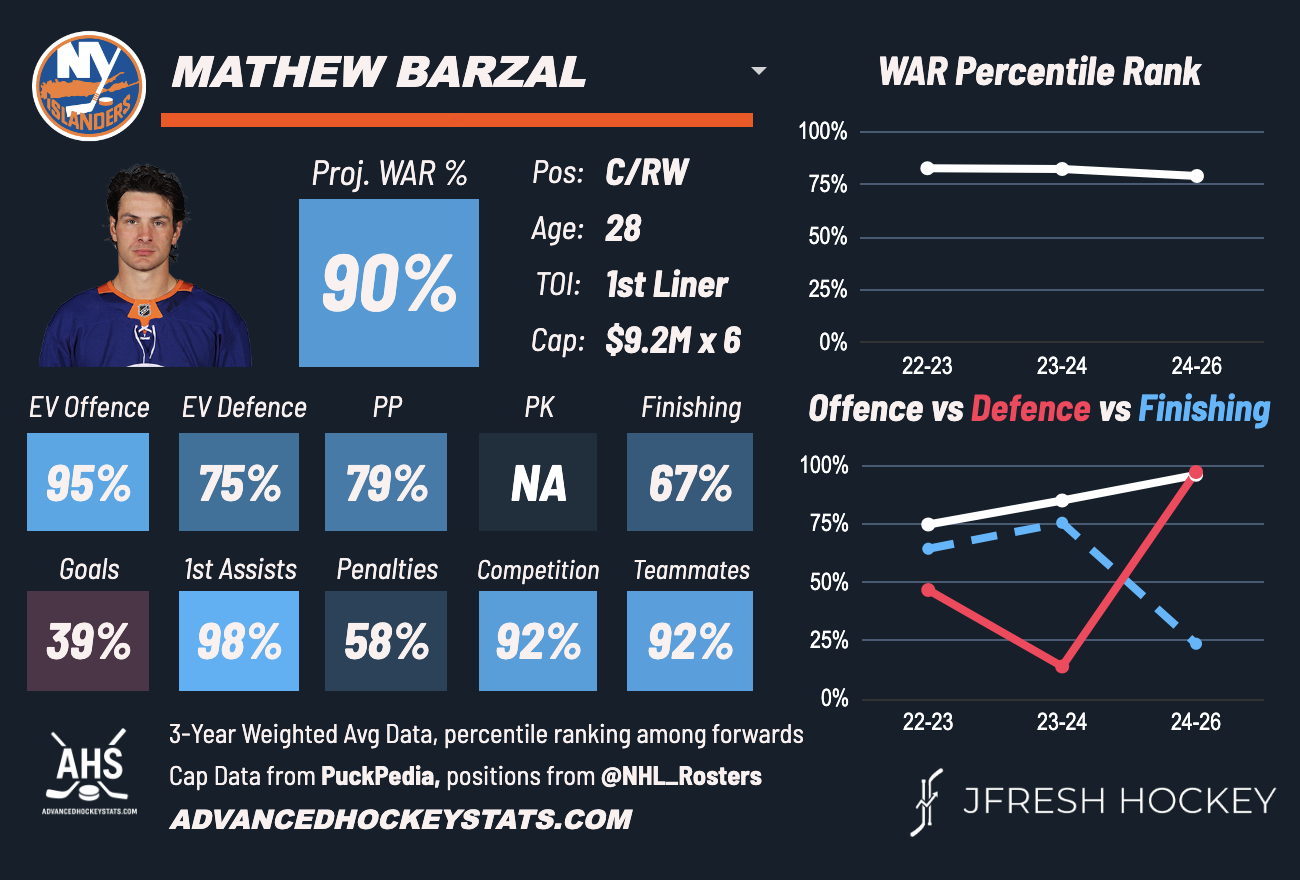 NY
ISLANDERS
MATHEW BARZAL
Proj. WAR %
90%
Pos: C/RW
Age: 28
TOI: 1st Liner
Cap: $9.2M x 6
EV Offence EV Defence PP PK Finishing
95% 75% 79% NA 67%
Goals 1st Assists Penalties Competition Teammates
39% 98% 58% 92% 92%
3-Year Weighted Avg Data, percentile ranking among forwards
Cap Data from PuckPedia, positions from @NHL_Rosters
ADVANCEDHOCKEYSTATS.COM
AHS
ADVANCEDHOCKEYSTATS.COM
WAR Percentile Rank
100%
75%
50%
25%
0%
22-23 23-24 24-26
Offence vs Defence vs Finishing
100%
75%
50%
25%
0%
22-23 23-24 24-26
JFRESH HOCKEY